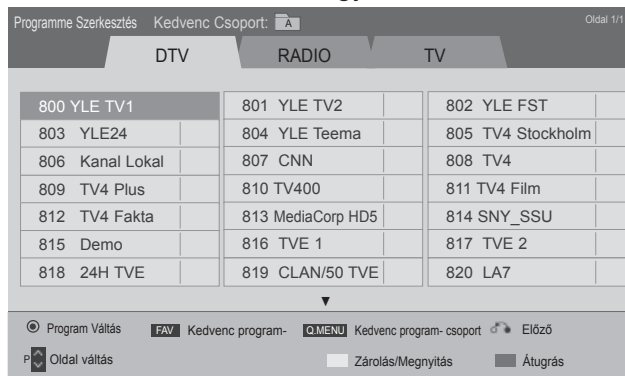 Programme Szerkesztés Kedvenc Csoport: A Oldal 1/1
DTV RADIO TV
800 YLE TV1 801 YLE TV2 802 YLE FST
803 YLE24 804 YLE Teema 805 TV4 Stockholm
806 Kanal Lokal 807 CNN 808 TV4
809 TV4 Plus 810 TV400 811 TV4 Film
812 TV4 Fakta 813 MediaCorp HD5 814 SNY_SSU
815 Demo 816 TVE 1 817 TVE 2
818 24H TVE 819 CLAN/50 TVE 820 LA7
Program Váltás FAV Kedvenc program- Q.MENU Kedvenc program- csoport Előző
P Oldal váltás Zárolás/Megnyitás Átugrás